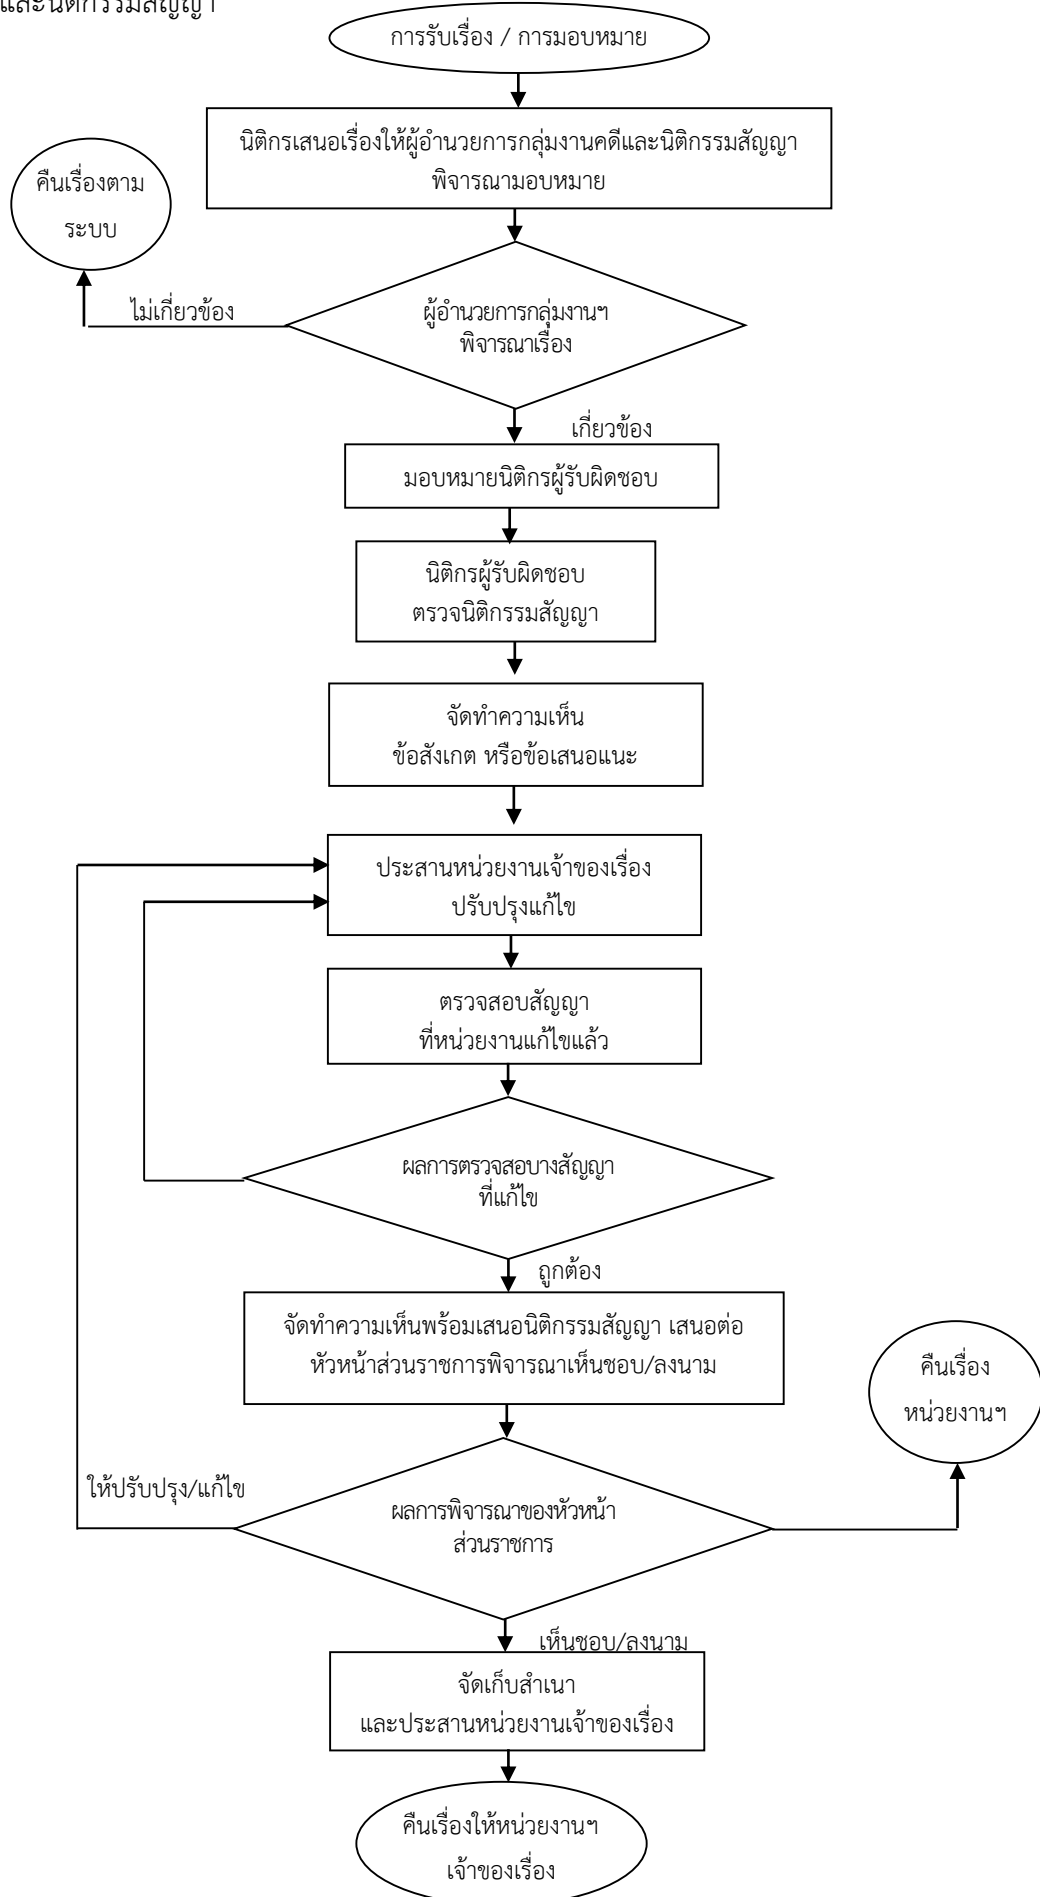 และนิติกรรมสัญญา
การรับเรื่อง / การมอบหมาย
นิติกรเสนอเรื่องให้ผู้อำนวยการกลุ่มงานคดีและนิติกรรมสัญญา
พิจารณามอบหมาย
คืนเรื่องตาม
ระบบ
ไม่เกี่ยวข้อง
ผู้อำนวยการกลุ่มงานฯ
พิจารณาเรื่อง
เกี่ยวข้อง
มอบหมายนิติกรผู้รับผิดชอบ
นิติกรผู้รับผิดชอบ
ตรวจนิติกรรมสัญญา
จัดทำความเห็น
ข้อสังเกต หรือข้อเสนอแนะ
ประสานหน่วยงานเจ้าของเรื่อง
ปรับปรุงแก้ไข
ตรวจสอบสัญญา
ที่หน่วยงานแก้ไขแล้ว
ผลการตรวจสอบางสัญญา
ที่แก้ไข
ถูกต้อง
จัดทำความเห็นพร้อมเสนอนิติกรรมสัญญา เสนอต่อ
หัวหน้าส่วนราชการพิจารณาเห็นชอบ/ลงนาม
คืนเรื่อง
หน่วยงานฯ
ให้ปรับปรุง/แก้ไข
ผลการพิจารณาของหัวหน้า
ส่วนราชการ
เห็นชอบ/ลงนาม
จัดเก็บสำเนา
และประสานหน่วยงานเจ้าของเรื่อง
คืนเรื่องให้หน่วยงานฯ
เจ้าของเรื่อง